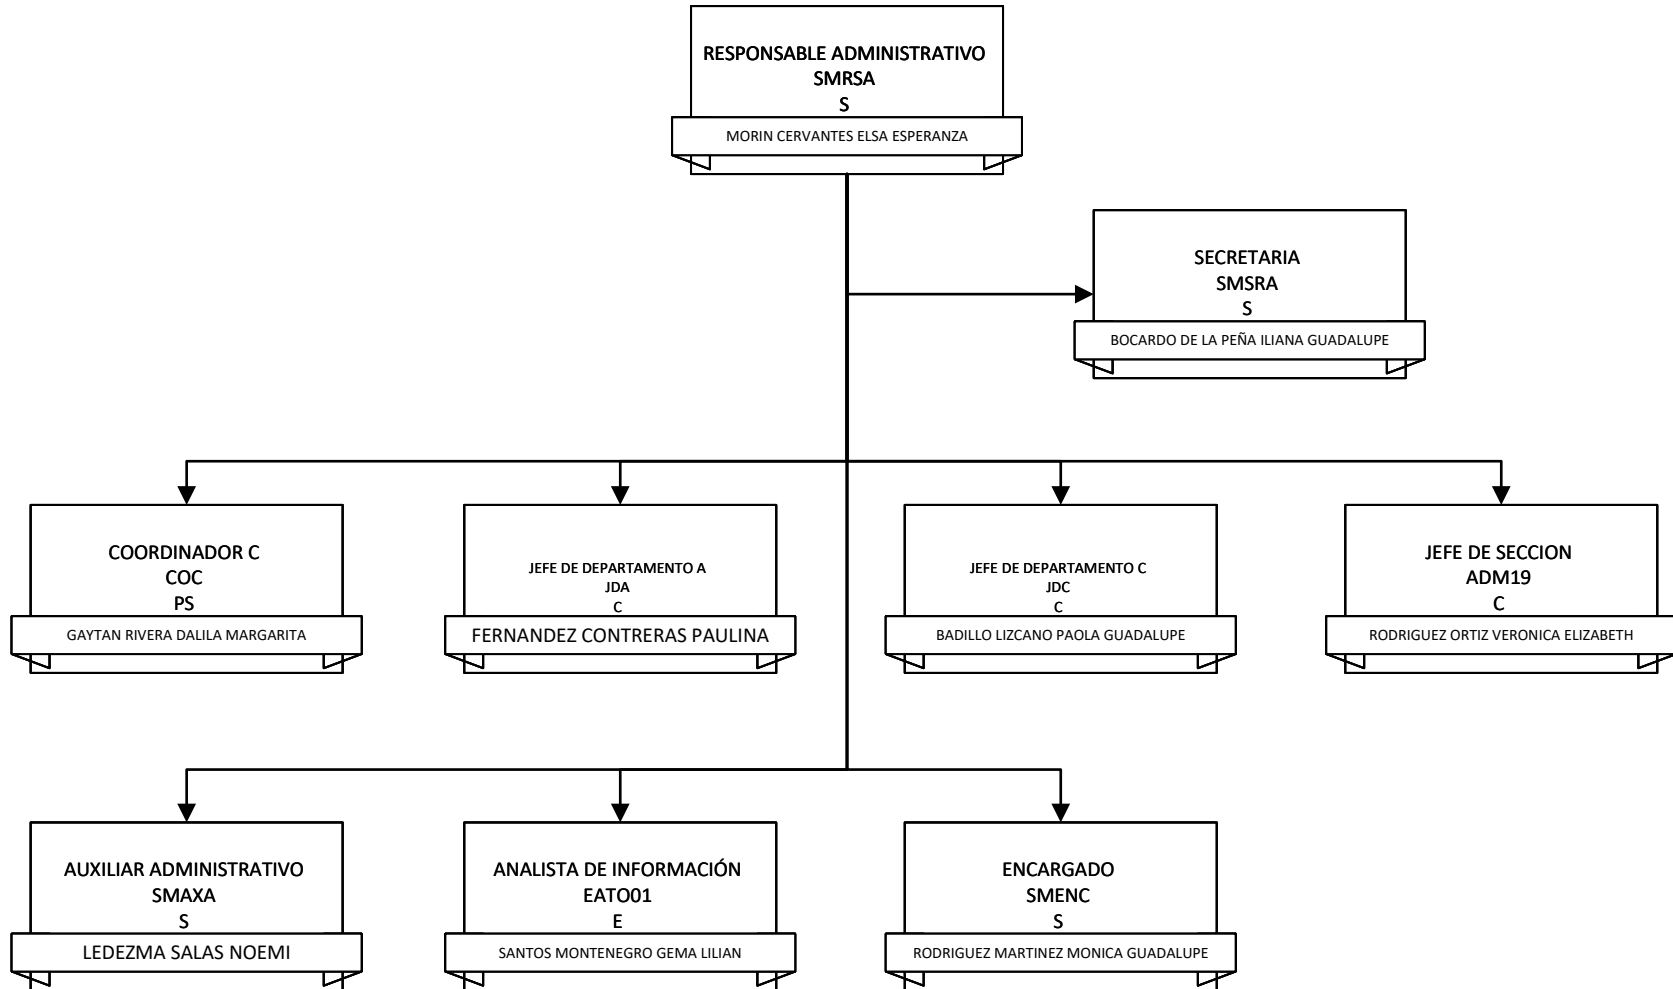 RESPONSABLE ADMINISTRATIVO
SMRSA
S
MORIN CERVANTES ELSA ESPERANZA
SECRETARIA
SMSRA
S
BOCARDO DE LA PEÑA ILIANA GUADALUPE
COORDINADOR C
COC
PS
GAYTAN RIVERA DALILA MARGARITA
JEFE DE DEPARTAMENTO A
JDA
C
FERNANDEZ CONTRERAS PAULINA
JEFE DE DEPARTAMENTO C
JDC
C
BADILLO LIZCANO PAOLA GUADALUPE
JEFE DE SECCION
ADM19
C
RODRIGUEZ ORTIZ VERONICA ELIZABETH
AUXILIAR ADMINISTRATIVO
SMAXA
S
LEDEZMA SALAS NOEMI
ANALISTA DE INFORMACIÓN
EATO01
E
SANTOS MONTENEGRO GEMA LILIAN
ENCARGADO
SMENC
S
RODRIGUEZ MARTINEZ MONICA GUADALUPE